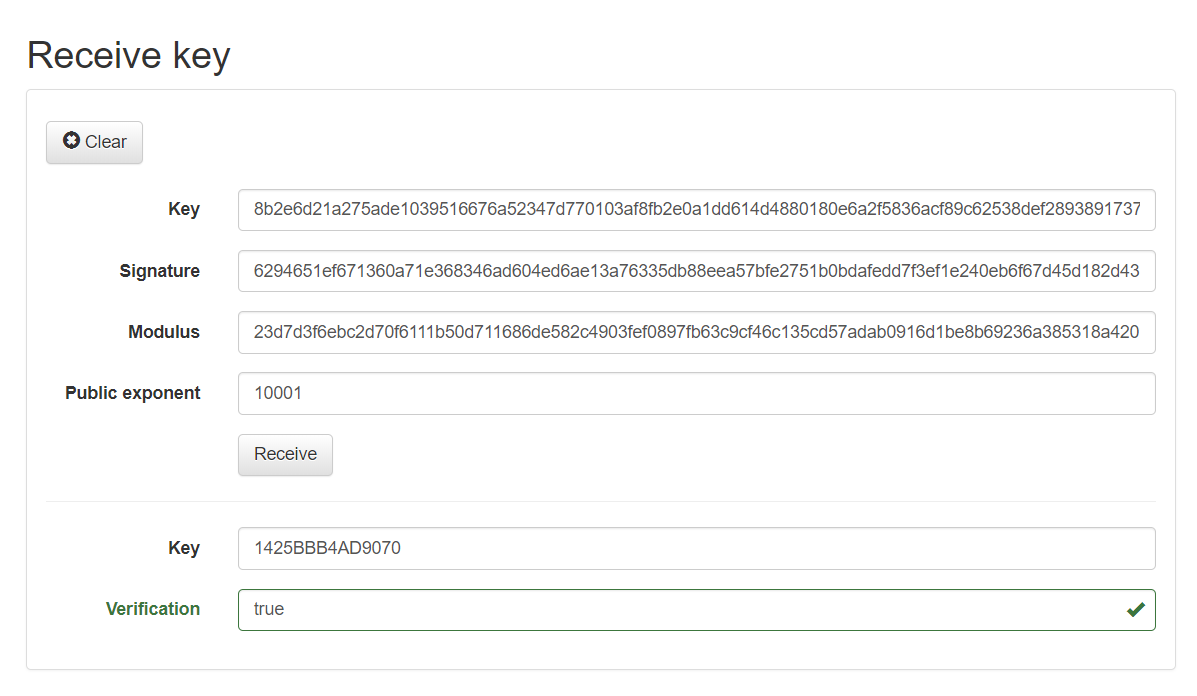 Receive key
Clear
Key
8b2e6d21a275ade1039516676a52347d770103af8fb2e0a1dd614d4880180e6a2f5836acf89c62538def2893891737
Signature
6294651ef671360a71e368346ad604ed6ae13a76335db88eea57bfe2751b0bdafedd7f3ef1e240eb6f67d45d182d43
Modulus
23d7d3f6ebc2d70f6111b50d711686de582c4903fef0897fb63c9cf46c135cd57adab0916d1be8b69236a385318a420
Public exponent
10001
Receive
Key
1425BBB4AD9070
Verification
true